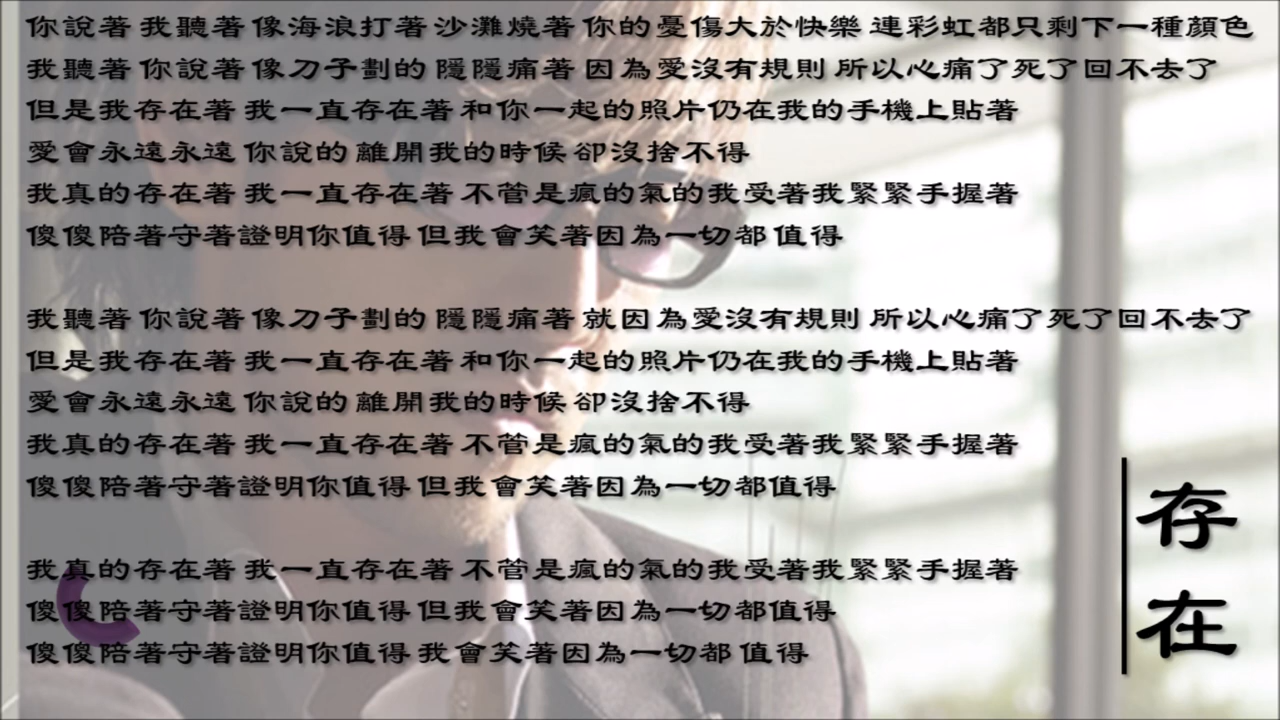 你說著 我聽著 像海浪打著 沙灘燒著 你的憂傷大於快樂 連彩虹都只剩下一種顏色
我聽著 你說著 像刀子劃的 隱隱痛著 因為愛沒有規則 所以心痛了死了回不去了
但是我存在著 我一直存在著 和你一起的照片仍在我的手機上貼著
愛會永遠永遠 你說的 離開我的時候 卻沒捨不得
我真的存在著 我一直存在著 不管是瘋的氣的我受著我緊緊手握著
傻傻陪著守著證明你值得 但我會笑著因為一切都 值得
我聽著 你說著 像刀子劃的 隱隱痛著 就因為愛沒有規則 所以心痛了死了回不去了
但是我存在著 我一直存在著 和你一起的照片仍在我的手機上貼著
愛會永遠永遠 你說的 離開我的時候 卻沒捨不得
我真的存在著 我一直存在著 不管是瘋的氣的我受著我緊緊手握著
傻傻陪著守著證明你值得 但我會笑著因為一切都值得
我真的存在著 我一直存在著 不管是瘋的氣的我受著我緊緊手握著
傻傻陪著守著證明你值得 但我會笑著因為一切都值得
傻傻陪著守著證明你值得 我會笑著因為一切都 值得
存在